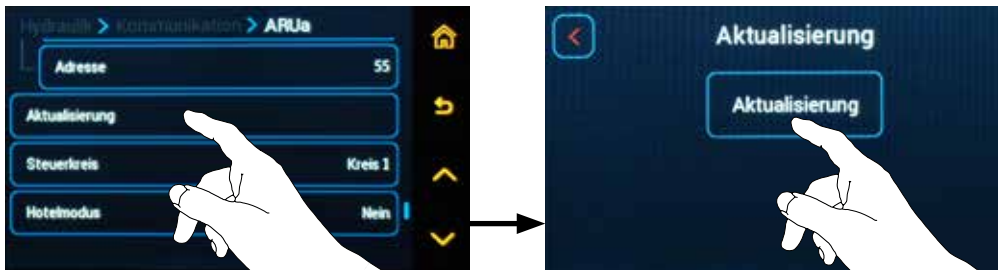 Hydraulik > Kommunikation > ARUa
Adresse 55
Aktualisierung
Steuerkreis Kreis 1
Hotelmodus Nein
Aktualisierung
Aktualisierung